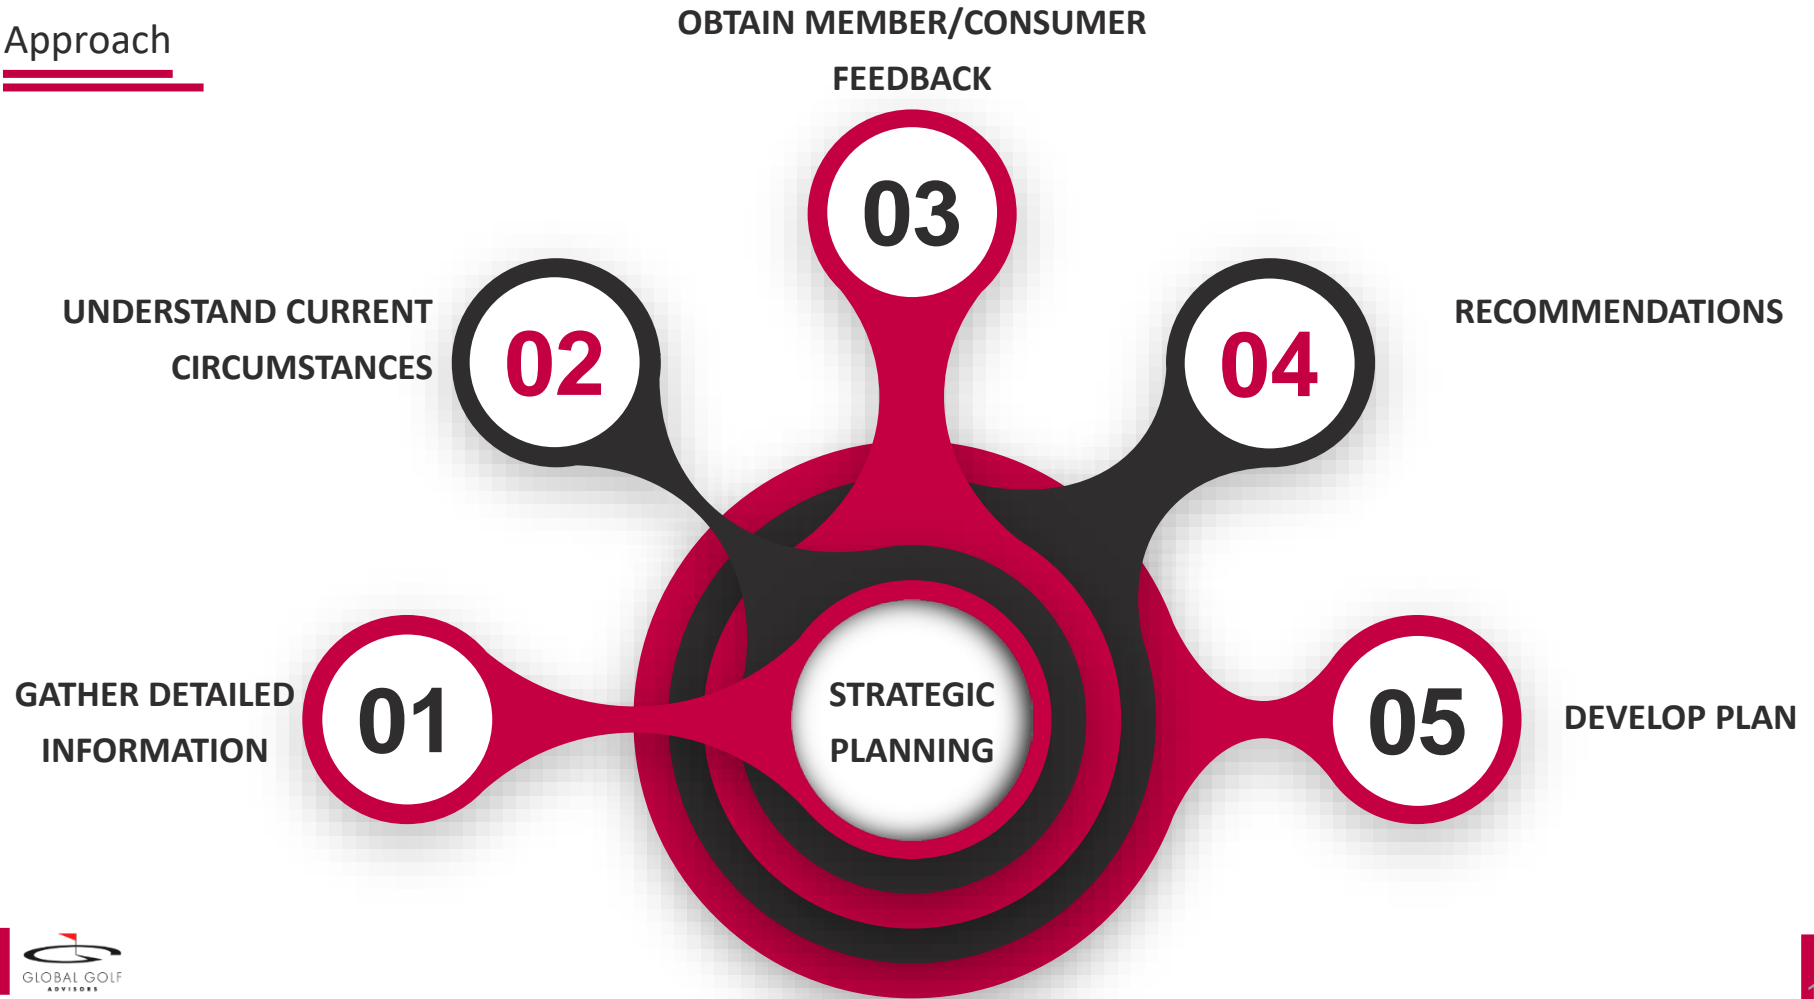 Approach
OBTAIN MEMBER/CONSUMER
FEEDBACK
03
UNDERSTAND CURRENT
CIRCUMSTANCES
02
04
RECOMMENDATIONS
GATHER DETAILED
INFORMATION
01
STRATEGIC
PLANNING
05
DEVELOP PLAN
GLOBAL GOLF
ADVISORS